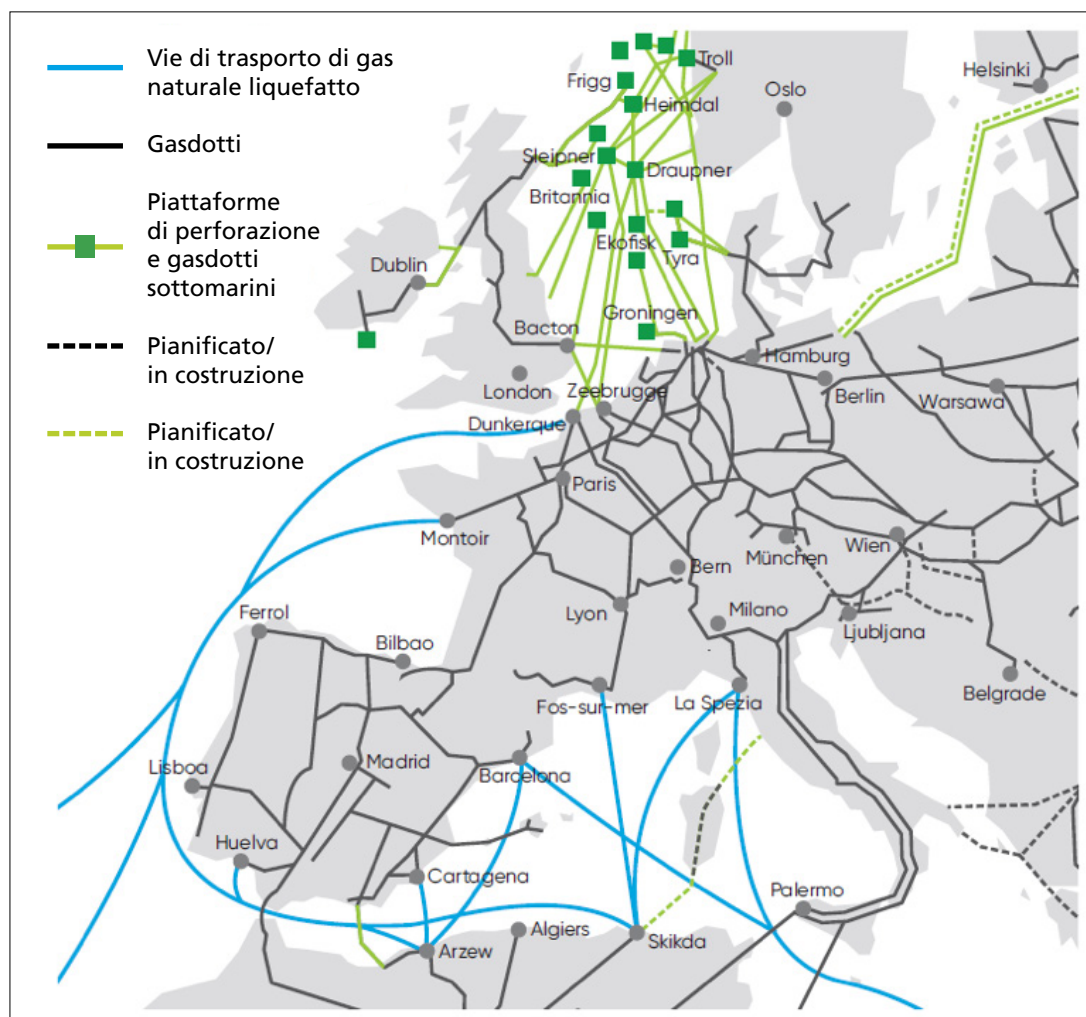 Vie di trasporto di gas
naturale liquefatto
Gasdotti
Piattaforme
di perforazione
e gasdotti
sottomarini
Pianificato/
in costruzione
Pianificato/
in costruzione
Troll
Helsinki
Frigg
Oslo
Heimdal
Sleipner
Draupner
Britannia
Ekofisk
Tyra
Dublin
Groningen
Bacton
Hamburg
London
Zeebrugge
Berlin
Warsawa
Dunkerque
Paris
Montoir
München
Wien
Bern
Lyon
Milano
Ljubljana
Ferrol
Bilbao
Belgrade
Fos-sur-mer
La Spezia
Madrid
Lisboa
Barcelona
Huelva
Cartagena
Palermo
Arzew
Algiers
Skikda